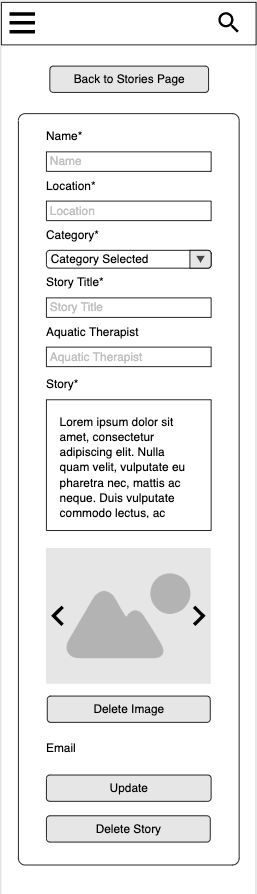 Back to Stories Page
Name*
Name
Location*
Location
Category*
Category Selected
Story Title*
Story Title
Aquatic Therapist
Aquatic Therapist
Story*
Lorem ipsum dolor sit
amet, consectetur
adipiscing elit. Nulla
quam velit, vulputate eu
pharetra nec, mattis ac
neque. Duis vulputate
commodo lectus, ac
Delete Image
Email
Update
Delete Story